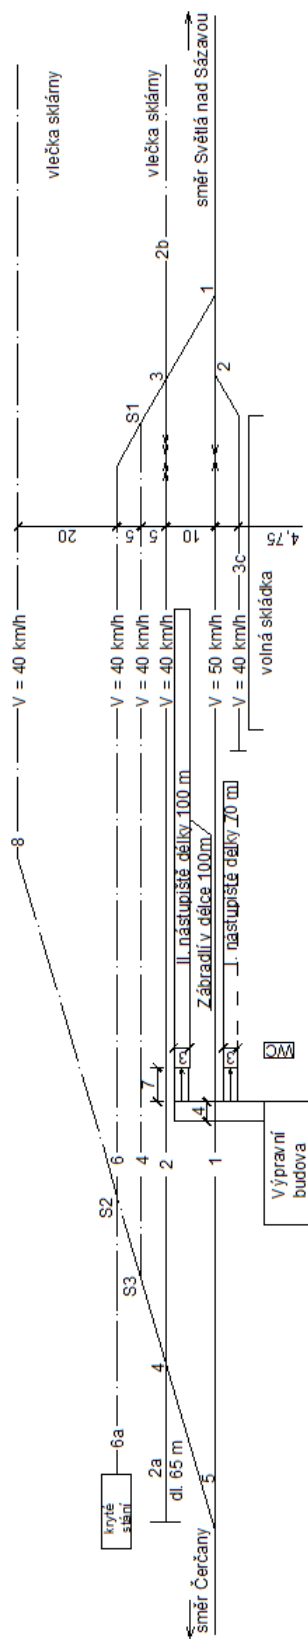 8
V = 40 km/h
20
vlečka sklárny
kryté
stání
6a
S2
6
V = 40 km/h
5
S3
4
V = 40 km/h
S1
5
2a
dl. 65 m
4
2
7
V = 40 km/h
3
2b
vlečka sklárny
3
II. nástupiště délky 100 m
10
Zábradlí v délce 100m
směr Čerčany
5
1
4
V = 50 km/h
2
1
směr Světlá nad Sázavou
3
I. nástupiště délky 70 m
V = 40 km/h
3c
4,75
Výpravní
budova
WC
volná skládka